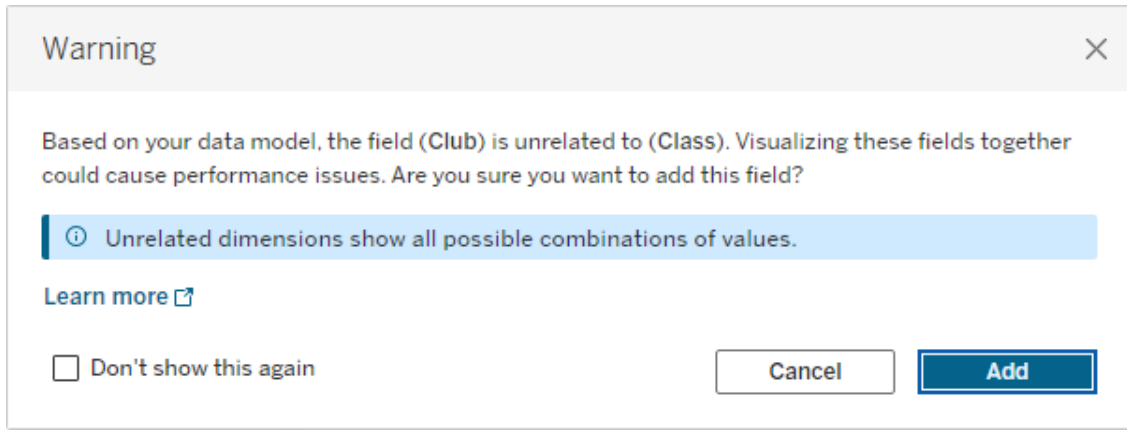 Warning
Based on your data model, the field (Club) is unrelated to (Class). Visualizing these fields together
could cause performance issues. Are you sure you want to add this field?
Unrelated dimensions show all possible combinations of values.
Learn more
Don't show this again
Cancel
Add